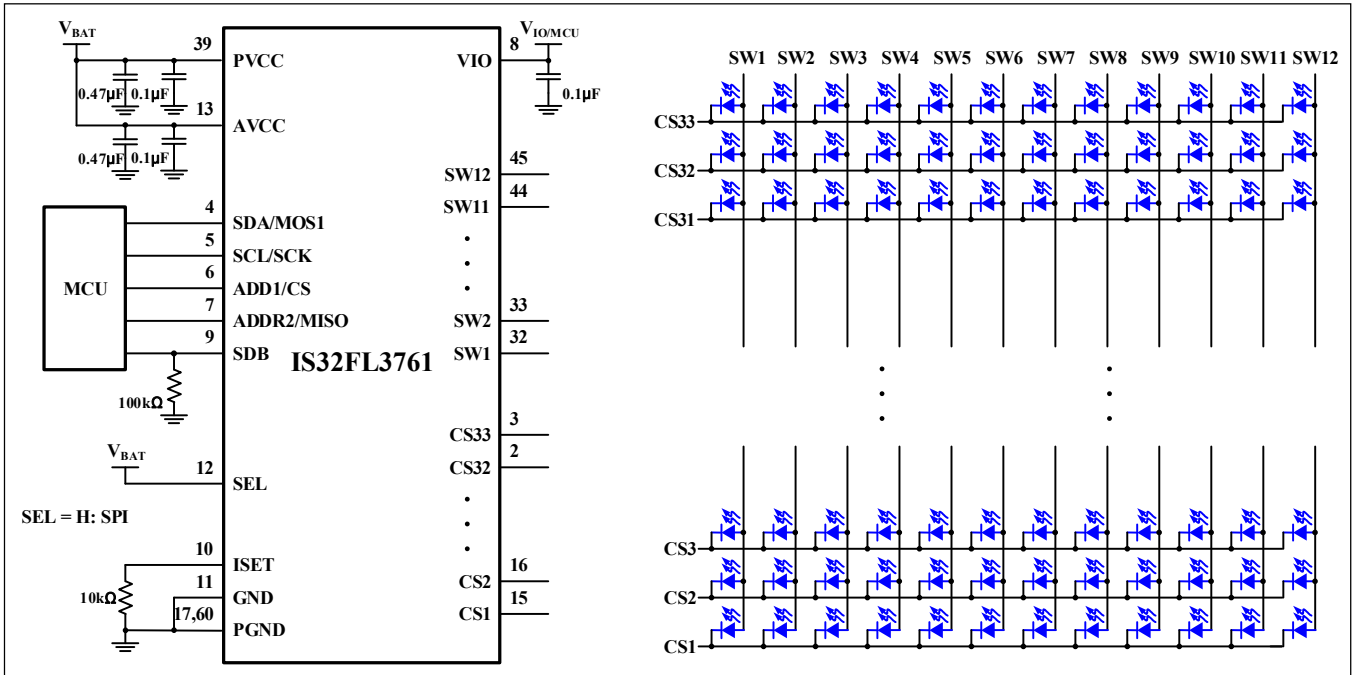 VBAT
39
PVCC
0.47µF 0.1µF
13
AVCC
0.47µF 0.1µF
MCU
4
SDA/MOS1
5
SCL/SCK
6
ADD1/CS
7
ADDR2/MISO
9
SDB
100kΩ
VBAT
12
SEL
SEL = H: SPI
10
ISET
11
GND
10kΩ
17,60
PGND
IS32FL3761
VIO/MCU
8
VIO
0.1µF
45
SW12
44
SW11
33
SW2
32
SW1
3
CS33
2
CS32
16
CS2
15
CS1
SW1 SW2 SW3 SW4 SW5 SW6 SW7 SW8 SW9 SW10 SW11 SW12
CS33
CS32
CS31
CS3
CS2
CS1